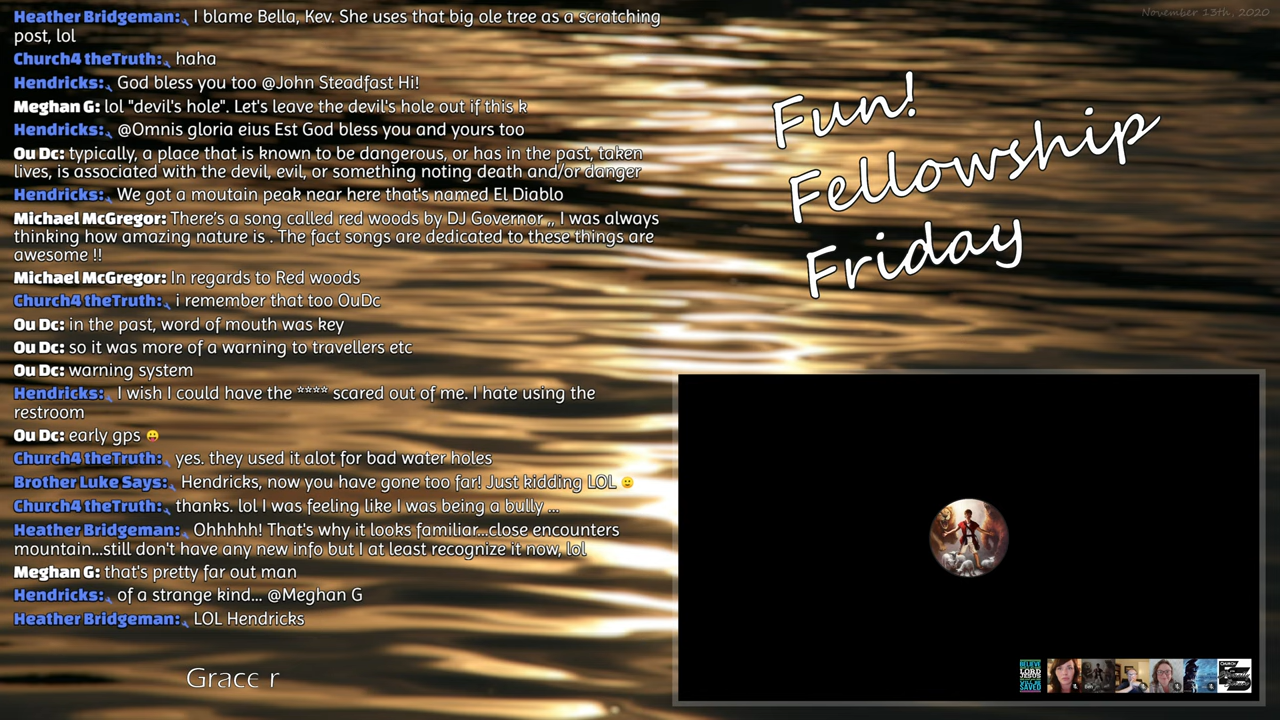 Heather Bridgeman: I blame Bella, Kev. She uses that big ole tree as a scratching
post, lol
Church4 theTruth: haha
Hendricks: God bless you too @John Steadfast Hi!
Meghan G: lol "devil's hole". Let's leave the devil's hole out if this k
Hendricks: @Omnis gloria eius Est God bless you and yours too
Ou Dc: typically, a place that is known to be dangerous, or has in the past, taken
lives, is associated with the devil, evil, or something noting death and/or danger
Hendricks: We got a moutain peak near here that's named El Diablo
Michael McGregor: There's a song called red woods by DJ Governor ,, I was always
thinking how amazing nature is . The fact songs are dedicated to these things are
awesome !!
Michael McGregor: In regards to Red woods
Church4 theTruth: i remember that too OuDc
Ou Dc: in the past, word of mouth was key
Ou Dc: so it was more of a warning to travellers etc
Ou Dc: warning system
Hendricks: I wish I could have the **** scared out of me. I hate using the
restroom
Ou Dc: early gps 😛
Church4 theTruth: yes. they used it alot for bad water holes
Brother Luke Says: Hendricks, now you have gone too far! Just kidding LOL 🙂
Church4 theTruth: thanks. lol I was feeling like I was being a bully ...
Heather Bridgeman: Ohhhhh! That's why it looks familiar...close encounters
mountain...still don't have any new info but I at least recognize it now, lol
Meghan G: that's pretty far out man
Hendricks: of a strange kind... @Meghan G
Heather Bridgeman: LOL Hendricks
Grace r
November 13th, 2020
Fun!
Fellowship
Friday
BELIEVE
LORD
JESUS
SAVED